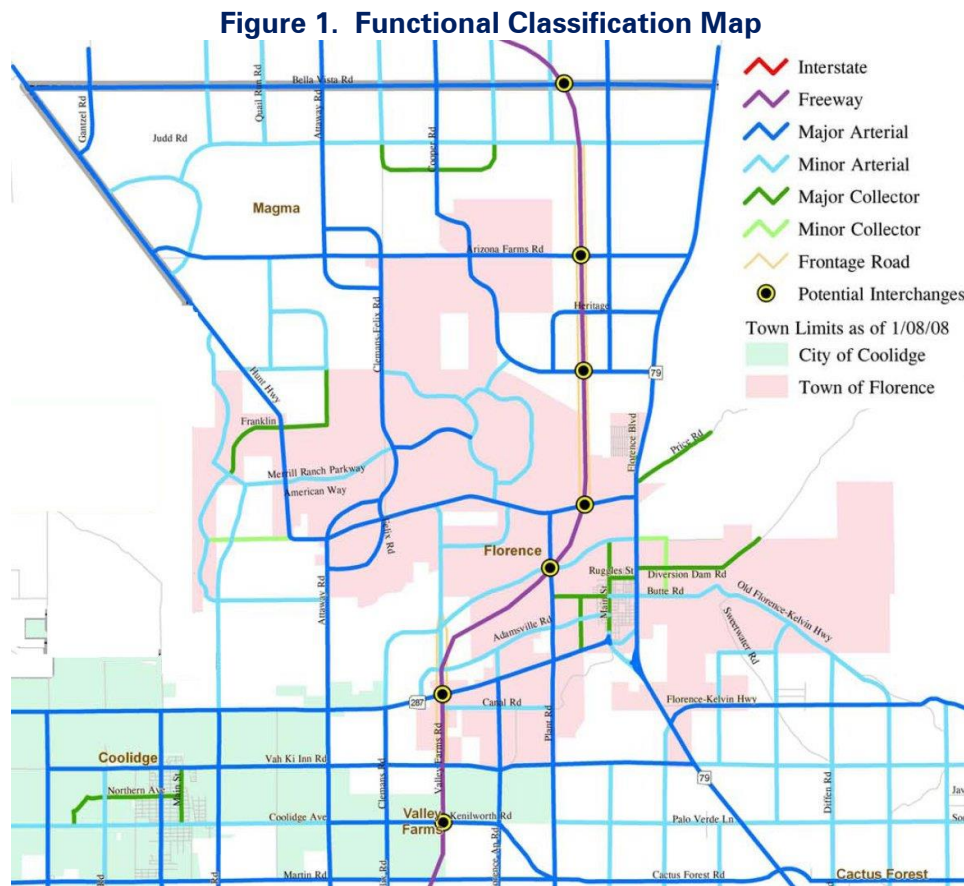 Figure 1. Functional Classification Map
Interstate
Freeway
Major Arterial
Minor Arterial
Major Collector
Minor Collector
Frontage Road
Potential Interchanges
Town Limits as of 1/08/08
City of Coolidge
Town of Florence
Bella Vista Rd
Gantzel Rd
Quail Run Rd
Attaway Rd
Judd Rd
Cooper Rd
Magma
Arizona Farms Rd
Clemans-Felix Rd
Heritage
79
Hunt Hwy
Franklin
Florence Blvd
Price Rd
Merrill Ranch Parkway
American Way
Felix Rd
Florence
Ruggles St
Diversion Dam Rd
Butte Rd
Main St
Old Florence-Kelvin Hwy
Attaway Rd
Adamsville Rd
Sweetwater Rd
287
Canal Rd
Florence-Kelvin Hwy
Plant Rd
Coolidge
Vah Ki Inn Rd
Valley Farms Rd
Clemans Rd
79
Northern Ave
Main St
Diffen Rd
Coolidge Ave
Valley
Farms
Kenilworth Rd
Palo Verde Ln
Martin Rd
Cactus Forest Rd
Cactus Forest